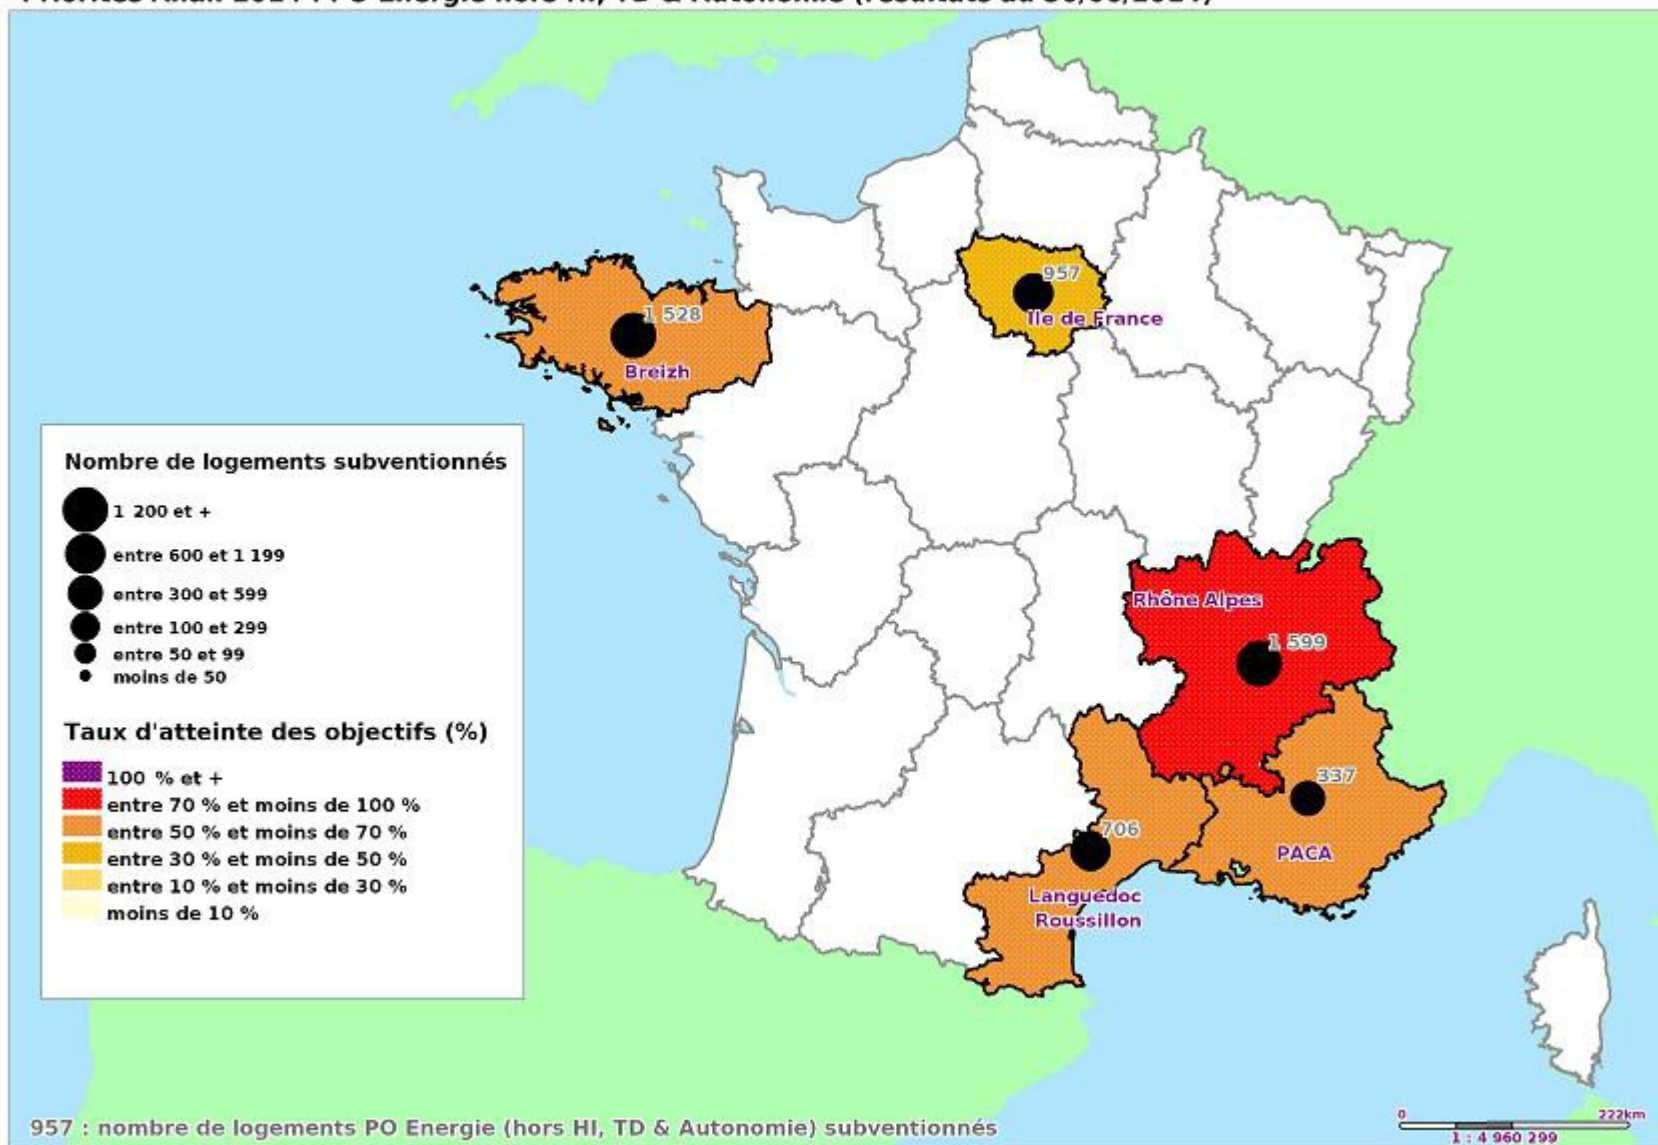 957
Ile de France
1 528
Breizh
Nombre de logements subventionnés
1 200 et +
entre 600 et 1 199
entre 300 et 599
entre 100 et 299
entre 50 et 99
moins de 50
Rhône Alpes
1 599
Taux d'atteinte des objectifs (%)
100 % et +
entre 70 % et moins de 100 %
entre 50 % et moins de 70 %
entre 30 % et moins de 50 %
entre 10 % et moins de 30 %
moins de 10 %
337
706
PACA
Languedoc
Roussillon
957 : nombre de logements PO Energie (hors HI, TD & Autonomie) subventionnés
0 222km
1 : 4 960 299